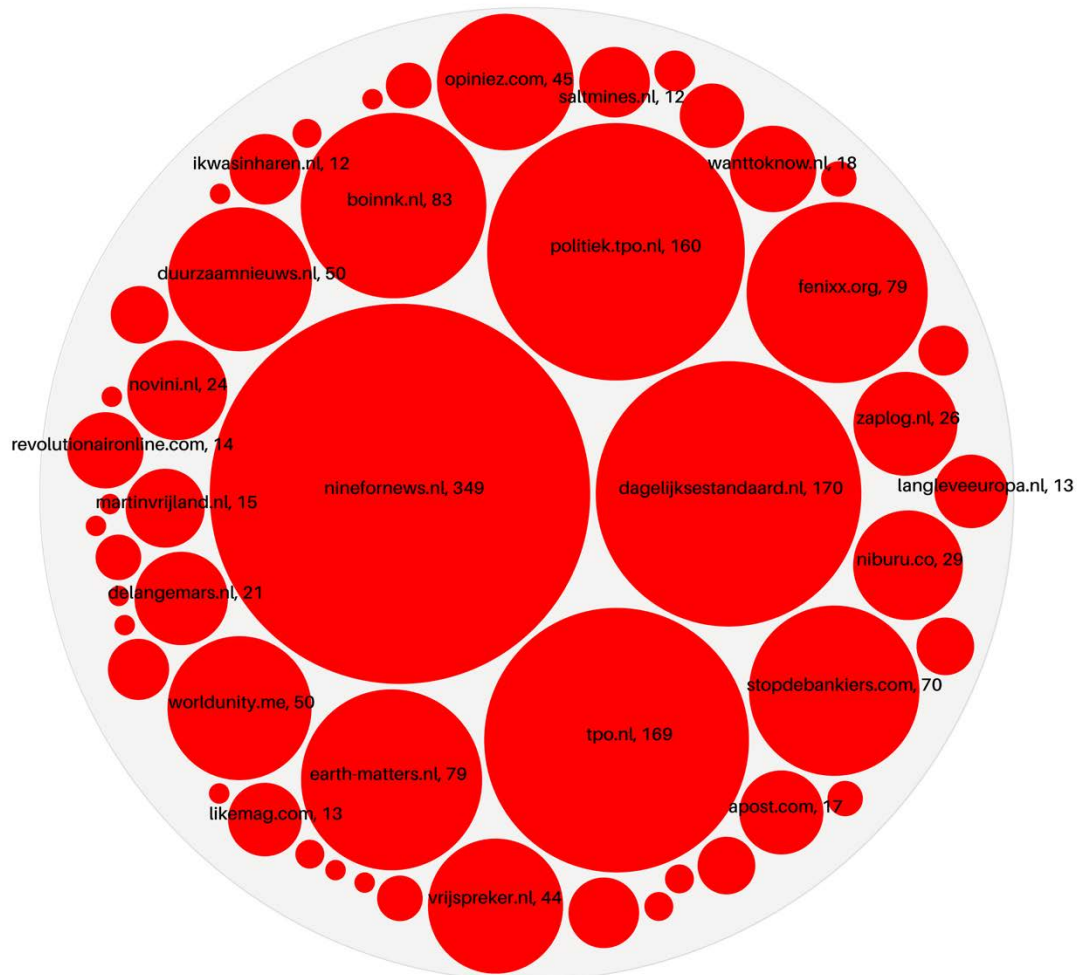 opiniez.com, 45
saltmines.nl, 12
ikwasinharen.nl, 12
wanttoknow.nl, 18
boinnk.nl, 83
politiek.tpo.nl, 160
duurzaamnieuws.nl, 50
fenixx.org, 79
novini.nl, 24
zaplog.nl, 26
revolutionaironline.com, 14
ninefornews.nl, 349
dagelijksestandaard.nl, 170
langleveeuropa.nl, 13
martinvrijland.nl, 15
niburu.co, 29
delangemars.nl, 21
stopdebankiers.com, 70
worldunity.me, 50
tpo.nl, 169
earth-matters.nl, 79
apost.com, 17
likemag.com, 13
vrijspreker.nl, 44